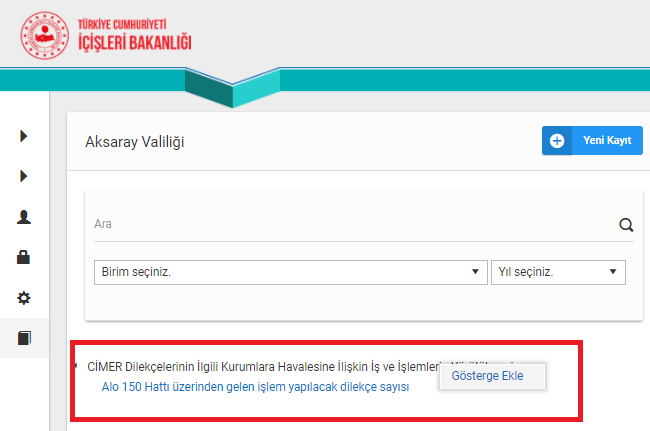 TÜRKİYE CUMHURİYETİ
İÇİŞLERİ BAKANLIĞI
Aksaray Valiliği
Yeni Kayıt
Ara
Birim seçiniz.
Yıl seçiniz.
CİMER Dilekçelerinin İlgili Kurumlara Havalesine İlişkin İş ve İşlemlerin
Gösterge Ekle
Alo 150 Hattı üzerinden gelen işlem yapılacak dilekçe sayısı